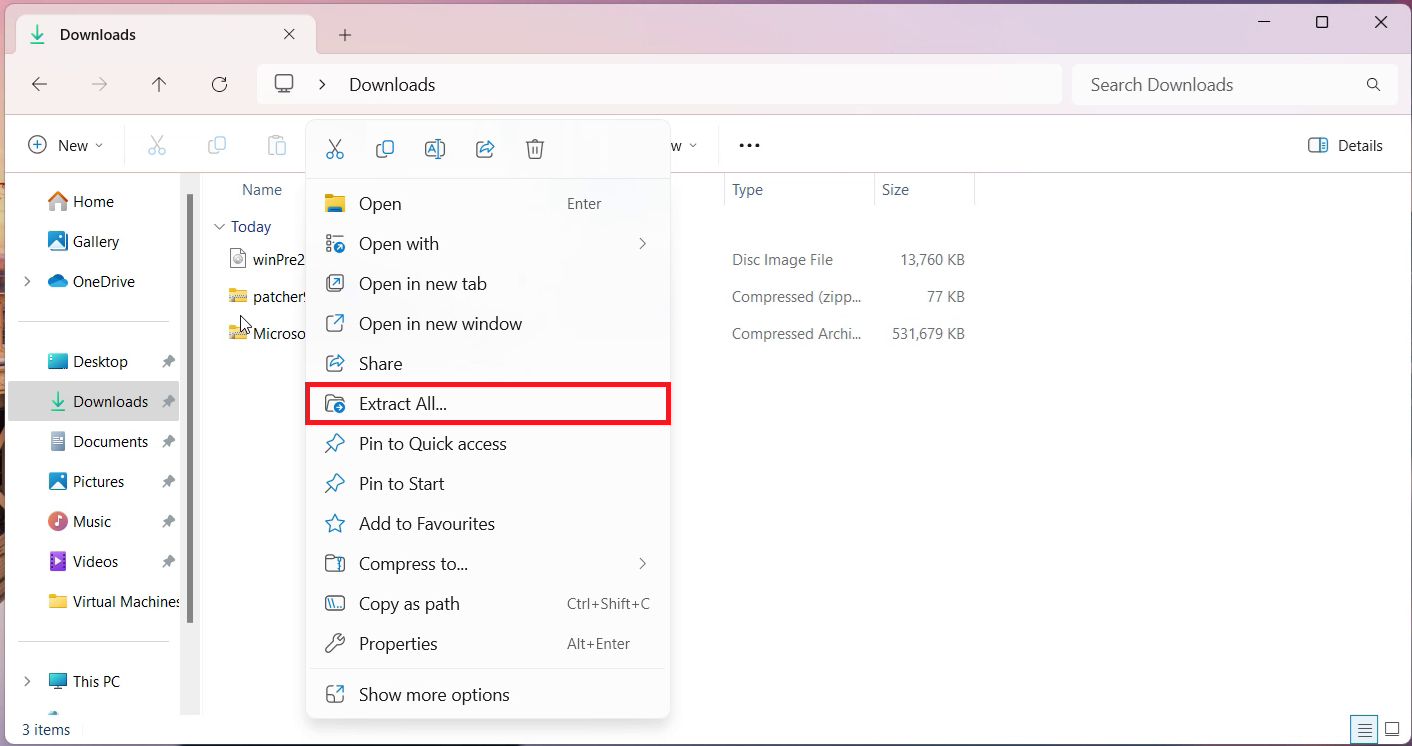 Downloads
Downloads
Search Downloads
New
w
Details
Home
Gallery
OneDrive
Desktop
Downloads
Documents
Pictures
Music
Videos
Virtual Machines
This PC
Name
Type
Size
Today
winPre2
Disc Image File
13,760 KB
patcher9
Compressed (zipp...
77 KB
Microso
Compressed Archi...
531,679 KB
Open
Enter
Open with
Open in new tab
Open in new window
Share
Extract All...
Pin to Quick access
Pin to Start
Add to Favourites
Compress to...
Copy as path
Ctrl+Shift+C
Properties
Alt+Enter
Show more options
3 items